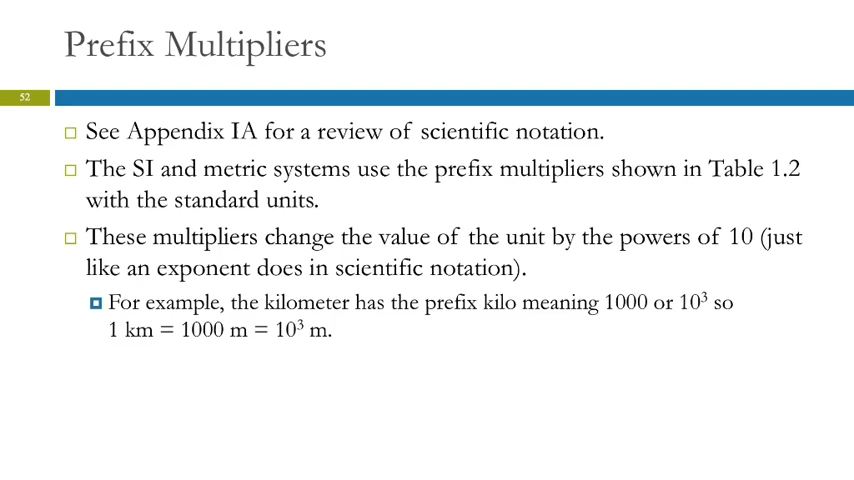 Prefix Multipliers
52
See Appendix IA for a review of scientific notation.
The SI and metric systems use the prefix multipliers shown in Table 1.2
with the standard units.
These multipliers change the value of the unit by the powers of 10 (just
like an exponent does in scientific notation).
For example, the kilometer has the prefix kilo meaning 1000 or 10³ so
1 km = 1000 m = 10³ m.